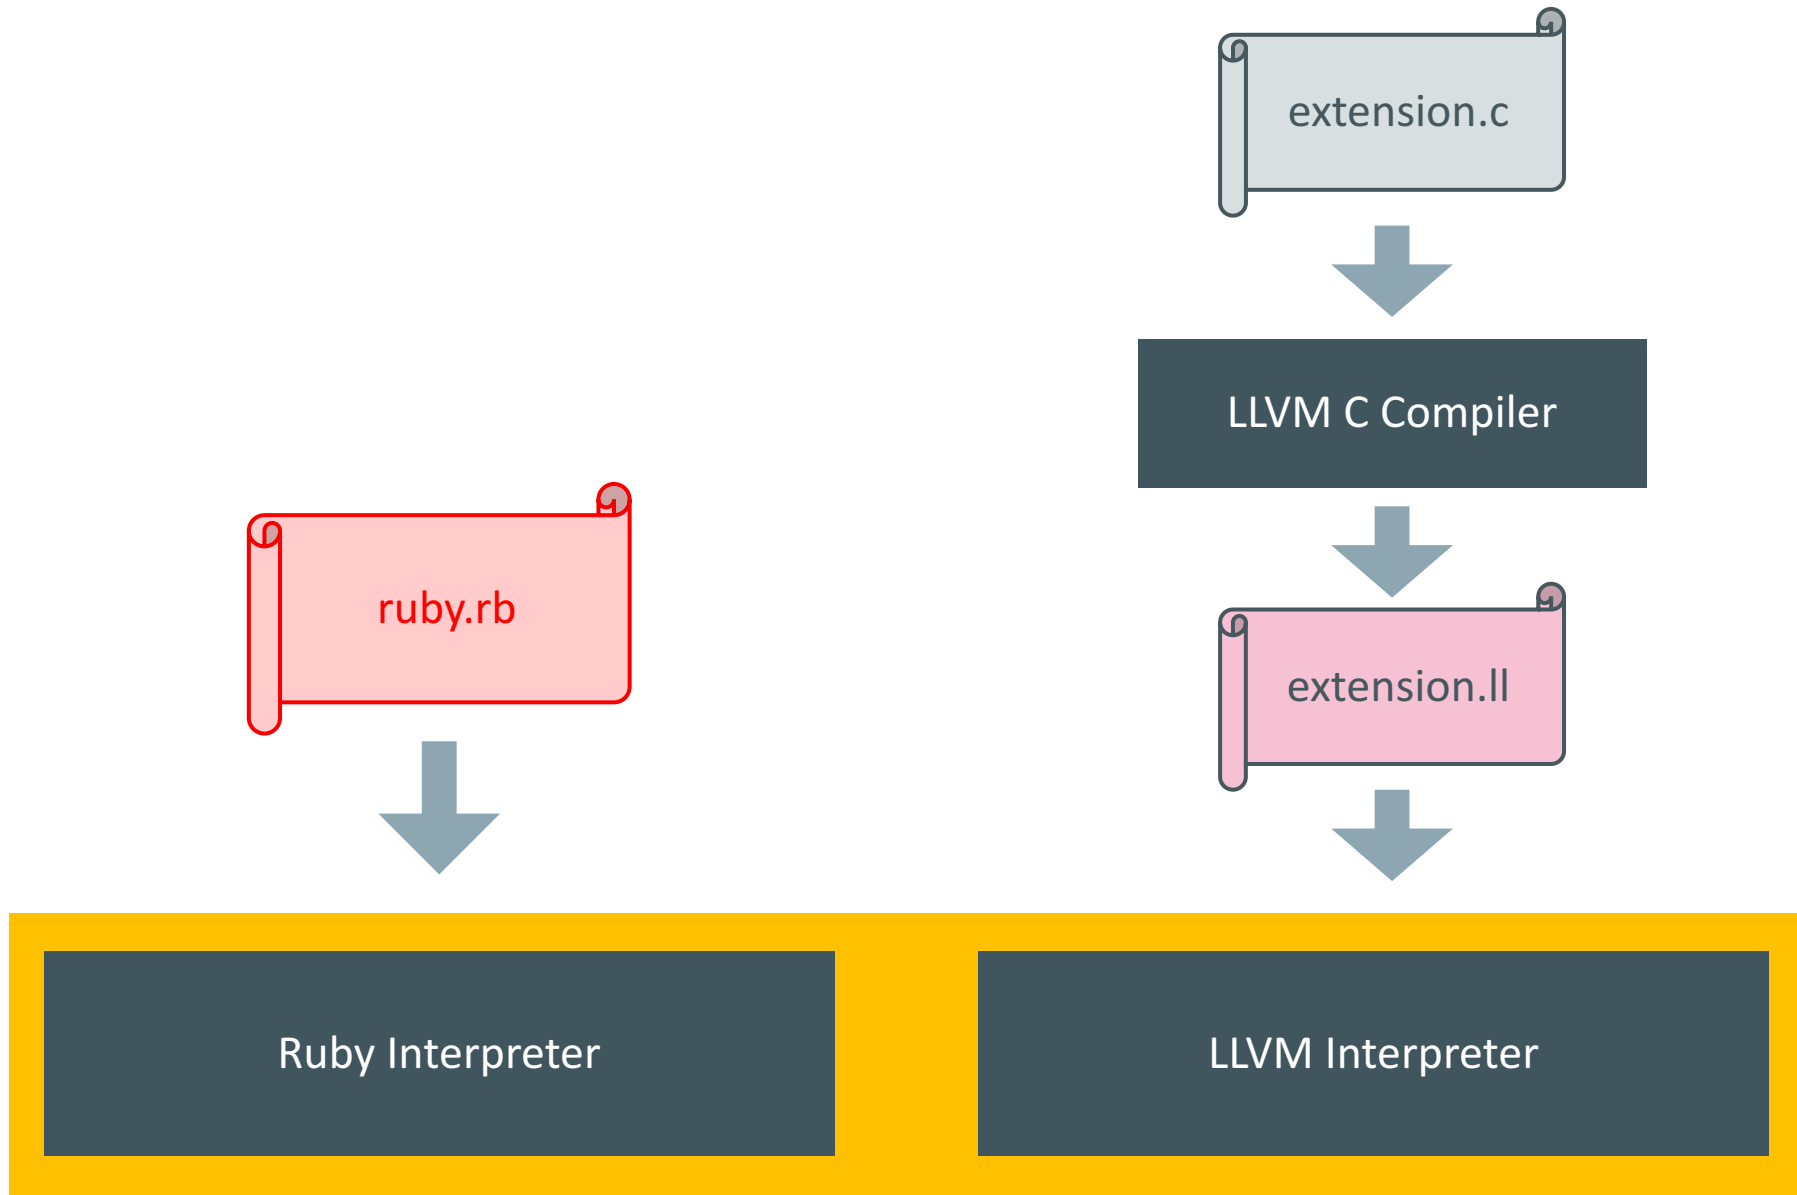 extension.c
LLVM C Compiler
ruby.rb
extension.ll
Ruby Interpreter
LLVM Interpreter